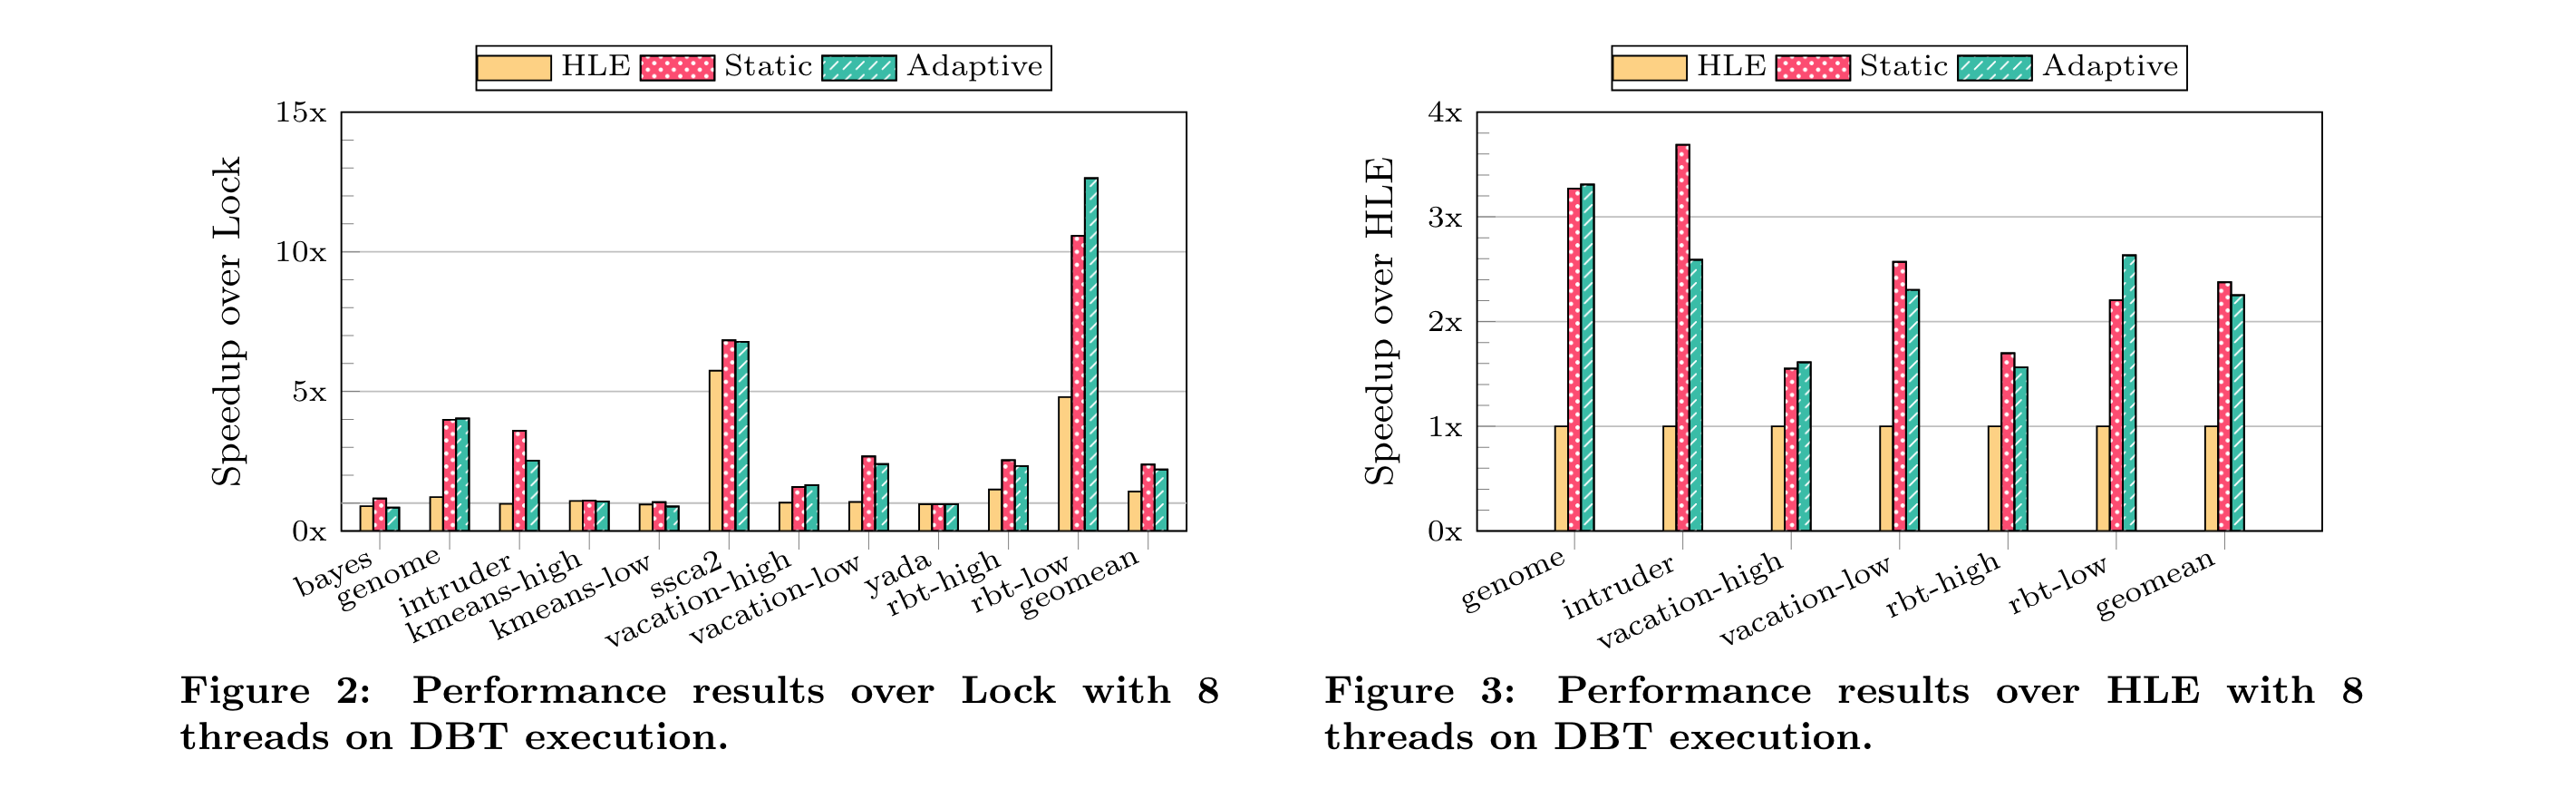 HLE Static Adaptive
15x
10x
5x
0x
Speedup over Lock
bayes
genome
intruder
kmeans-high
kmeans-low
ssca2
vacation-high
vacation-low
yada
rbt-high
rbt-low
geomean
Figure 2: Performance results over Lock with 8
threads on DBT execution.
HLE Static Adaptive
4x
3x
2x
1x
0x
Speedup over HLE
genome
intruder
vacation-high
vacation-low
rbt-high
rbt-low
geomean
Figure 3: Performance results over HLE with 8
threads on DBT execution.